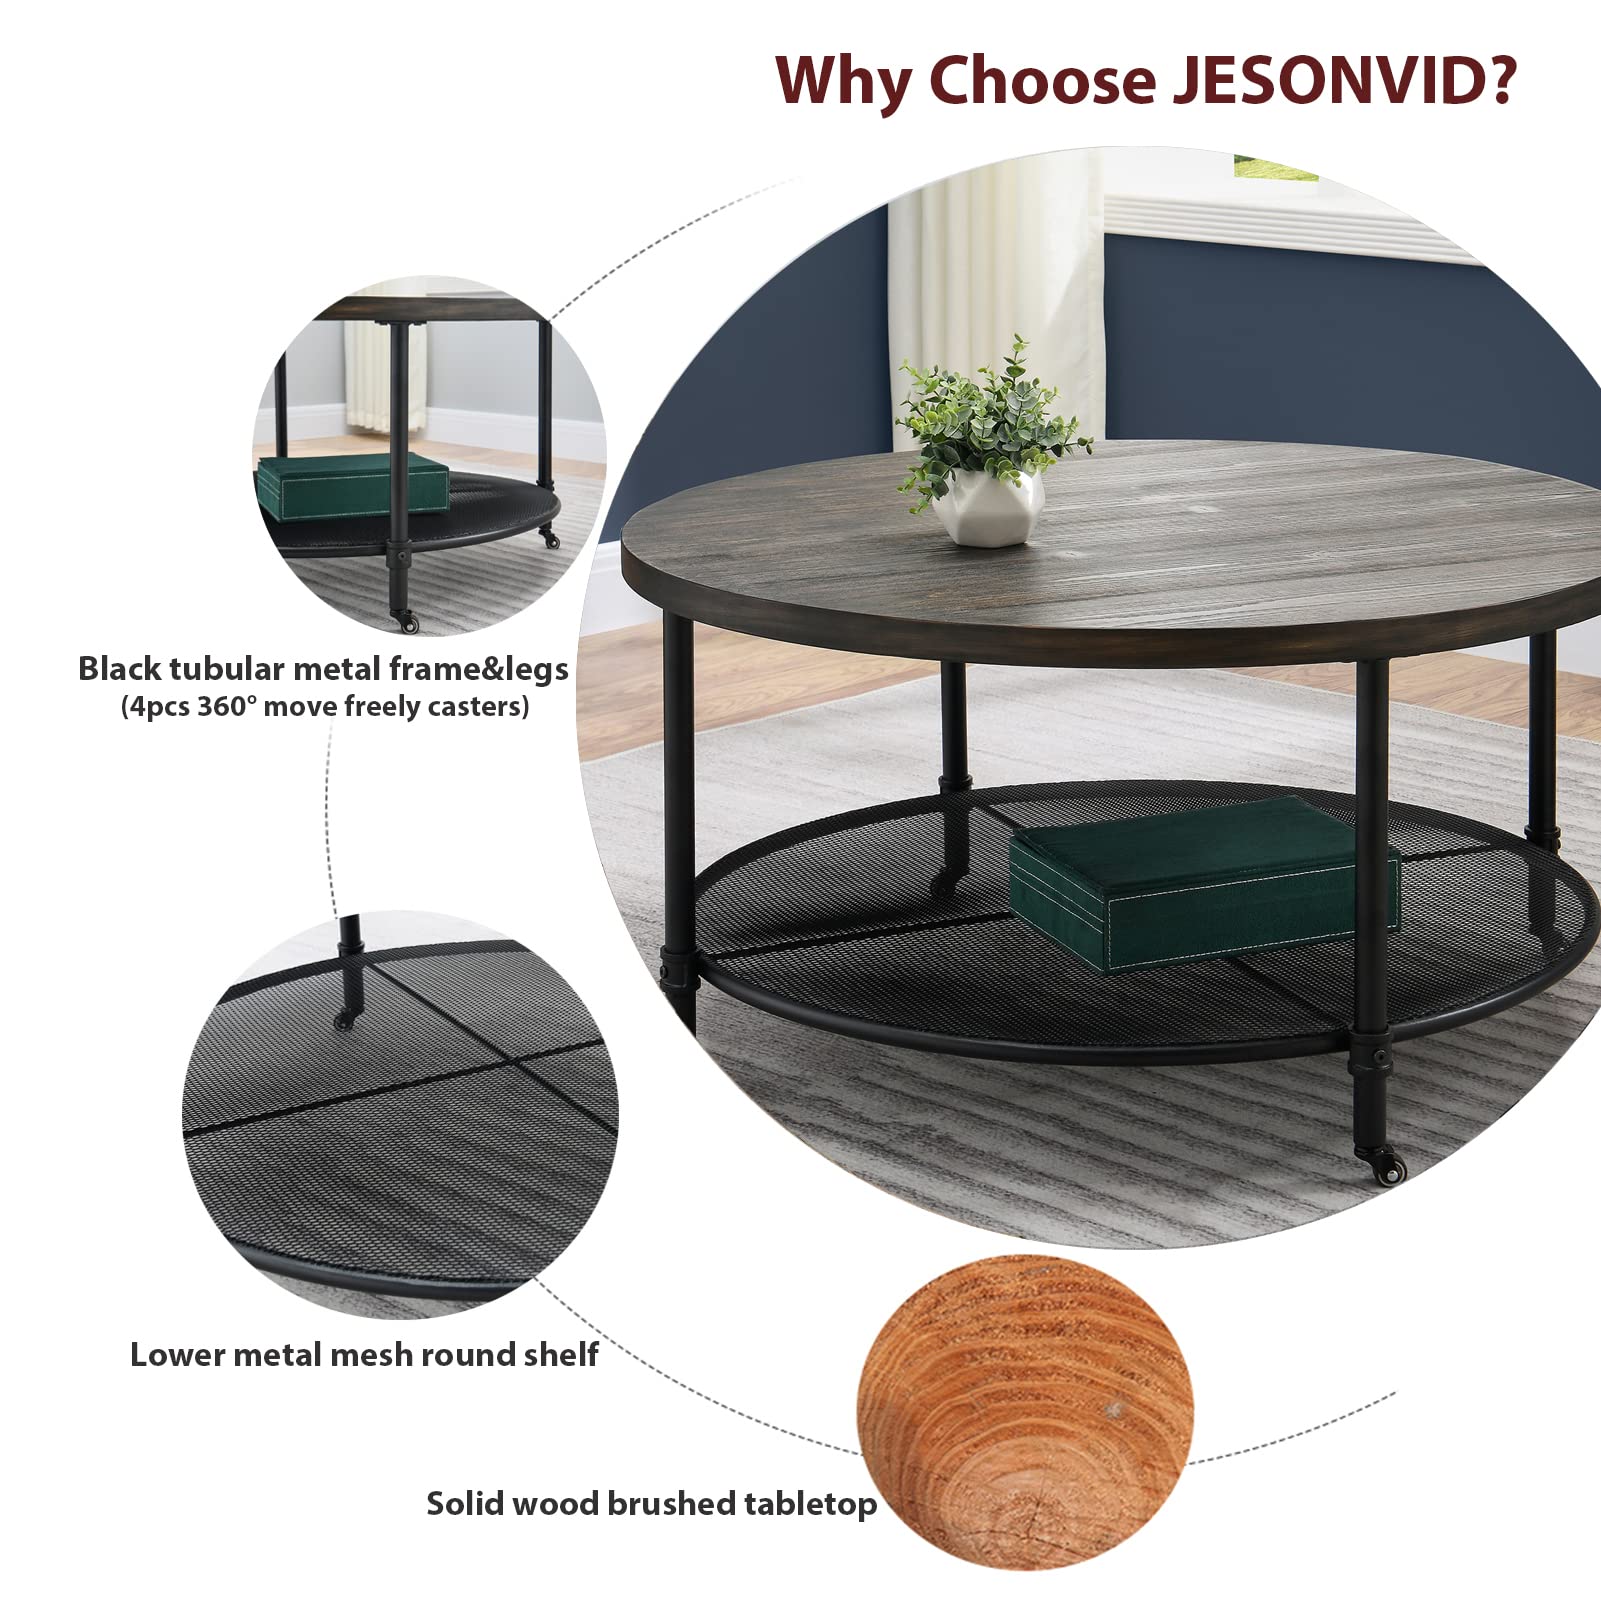 Why Choose JESONVID?
Black tubular metal frame&legs
(4pcs 360° move freely casters)
Lower metal mesh round shelf
Solid wood brushed tabletop